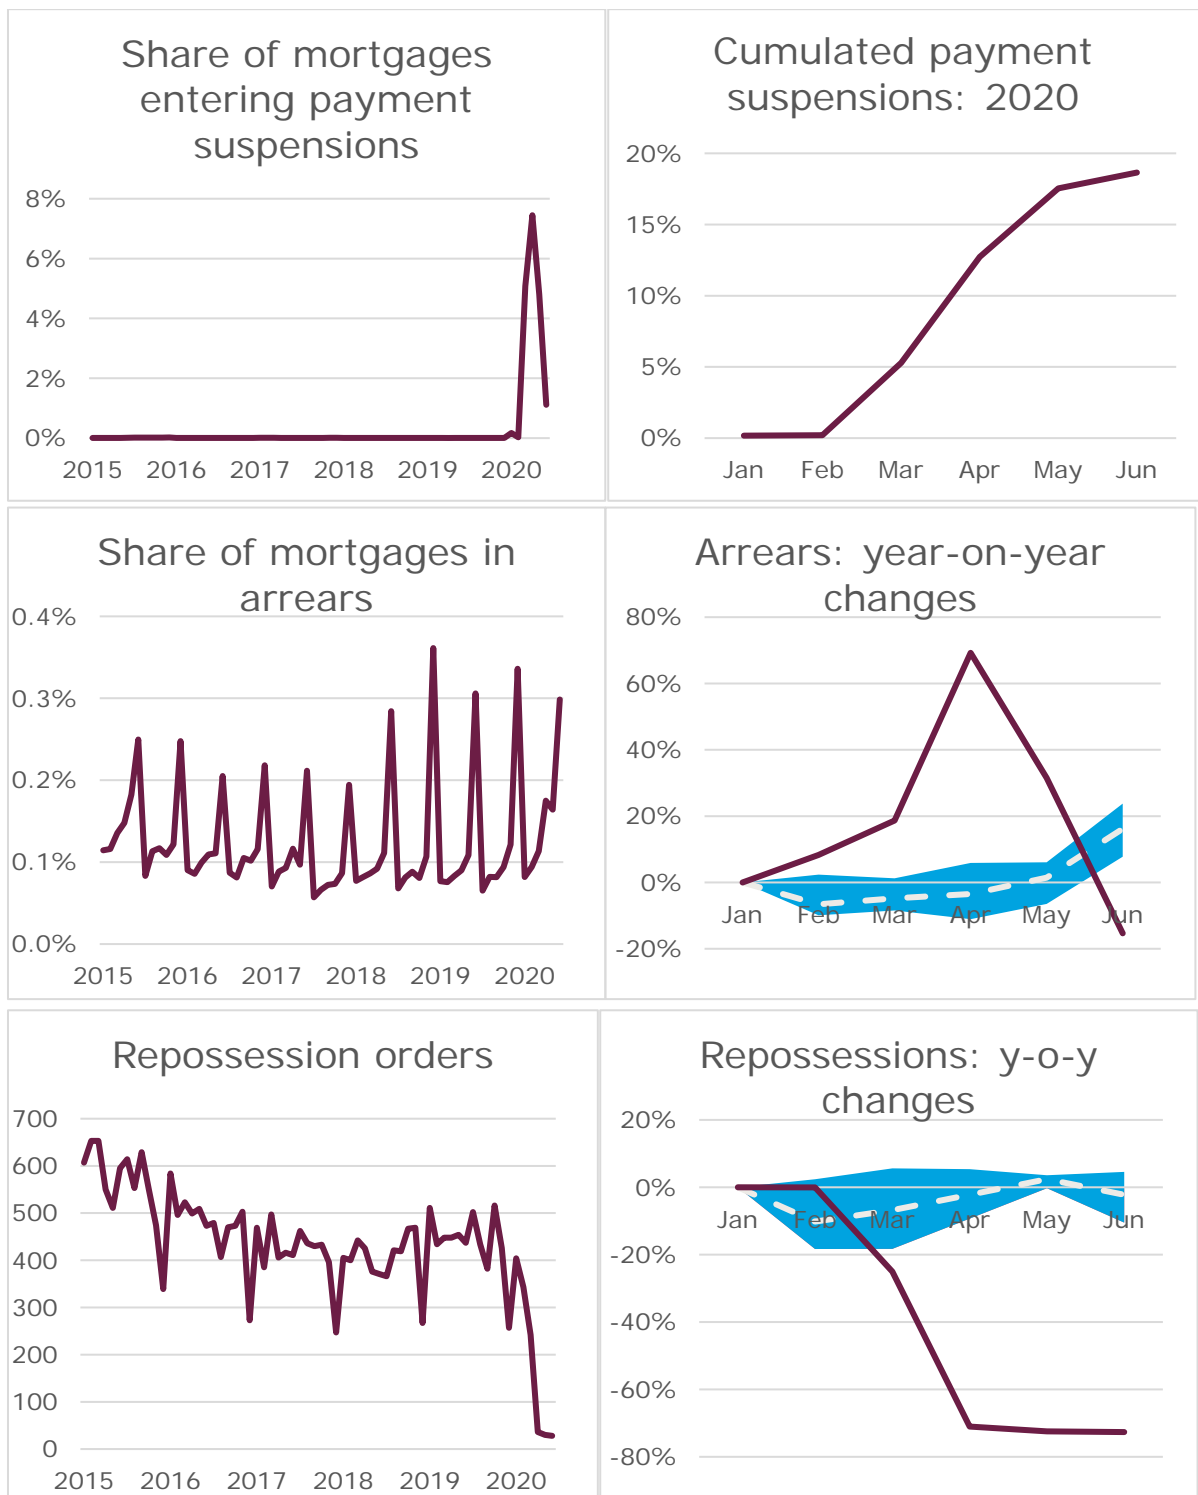 Share of mortgages
entering payment
suspensions
8%
6%
4%
2%
0%
2015 2016 2017 2018 2019 2020
Cumulated payment
suspensions: 2020
20%
15%
10%
5%
0%
Jan Feb Mar Apr May Jun
Share of mortgages in
arrears
0.4%
0.3%
0.2%
0.1%
0.0%
2015 2016 2017 2018 2019 2020
Arrears: year-on-year
changes
80%
60%
40%
20%
0%
Jan Feb Mar Apr May Jun
-20%
Repossession orders
700
600
500
400
300
200
100
0
2015 2016 2017 2018 2019 2020
Repossessions: y-o-y
changes
20%
0%
Jan Feb Mar Apr May Jun
-20%
-40%
-60%
-80%